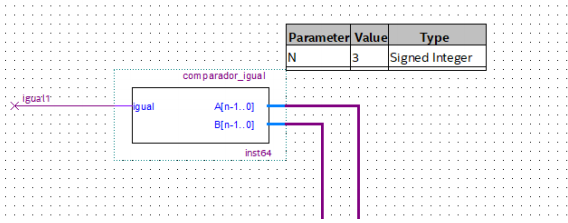 Parameter Value Type
N 3 Signed Integer
comparador_igual
igual1
igual A[n-1..0]
B[n-1..0]
inst64